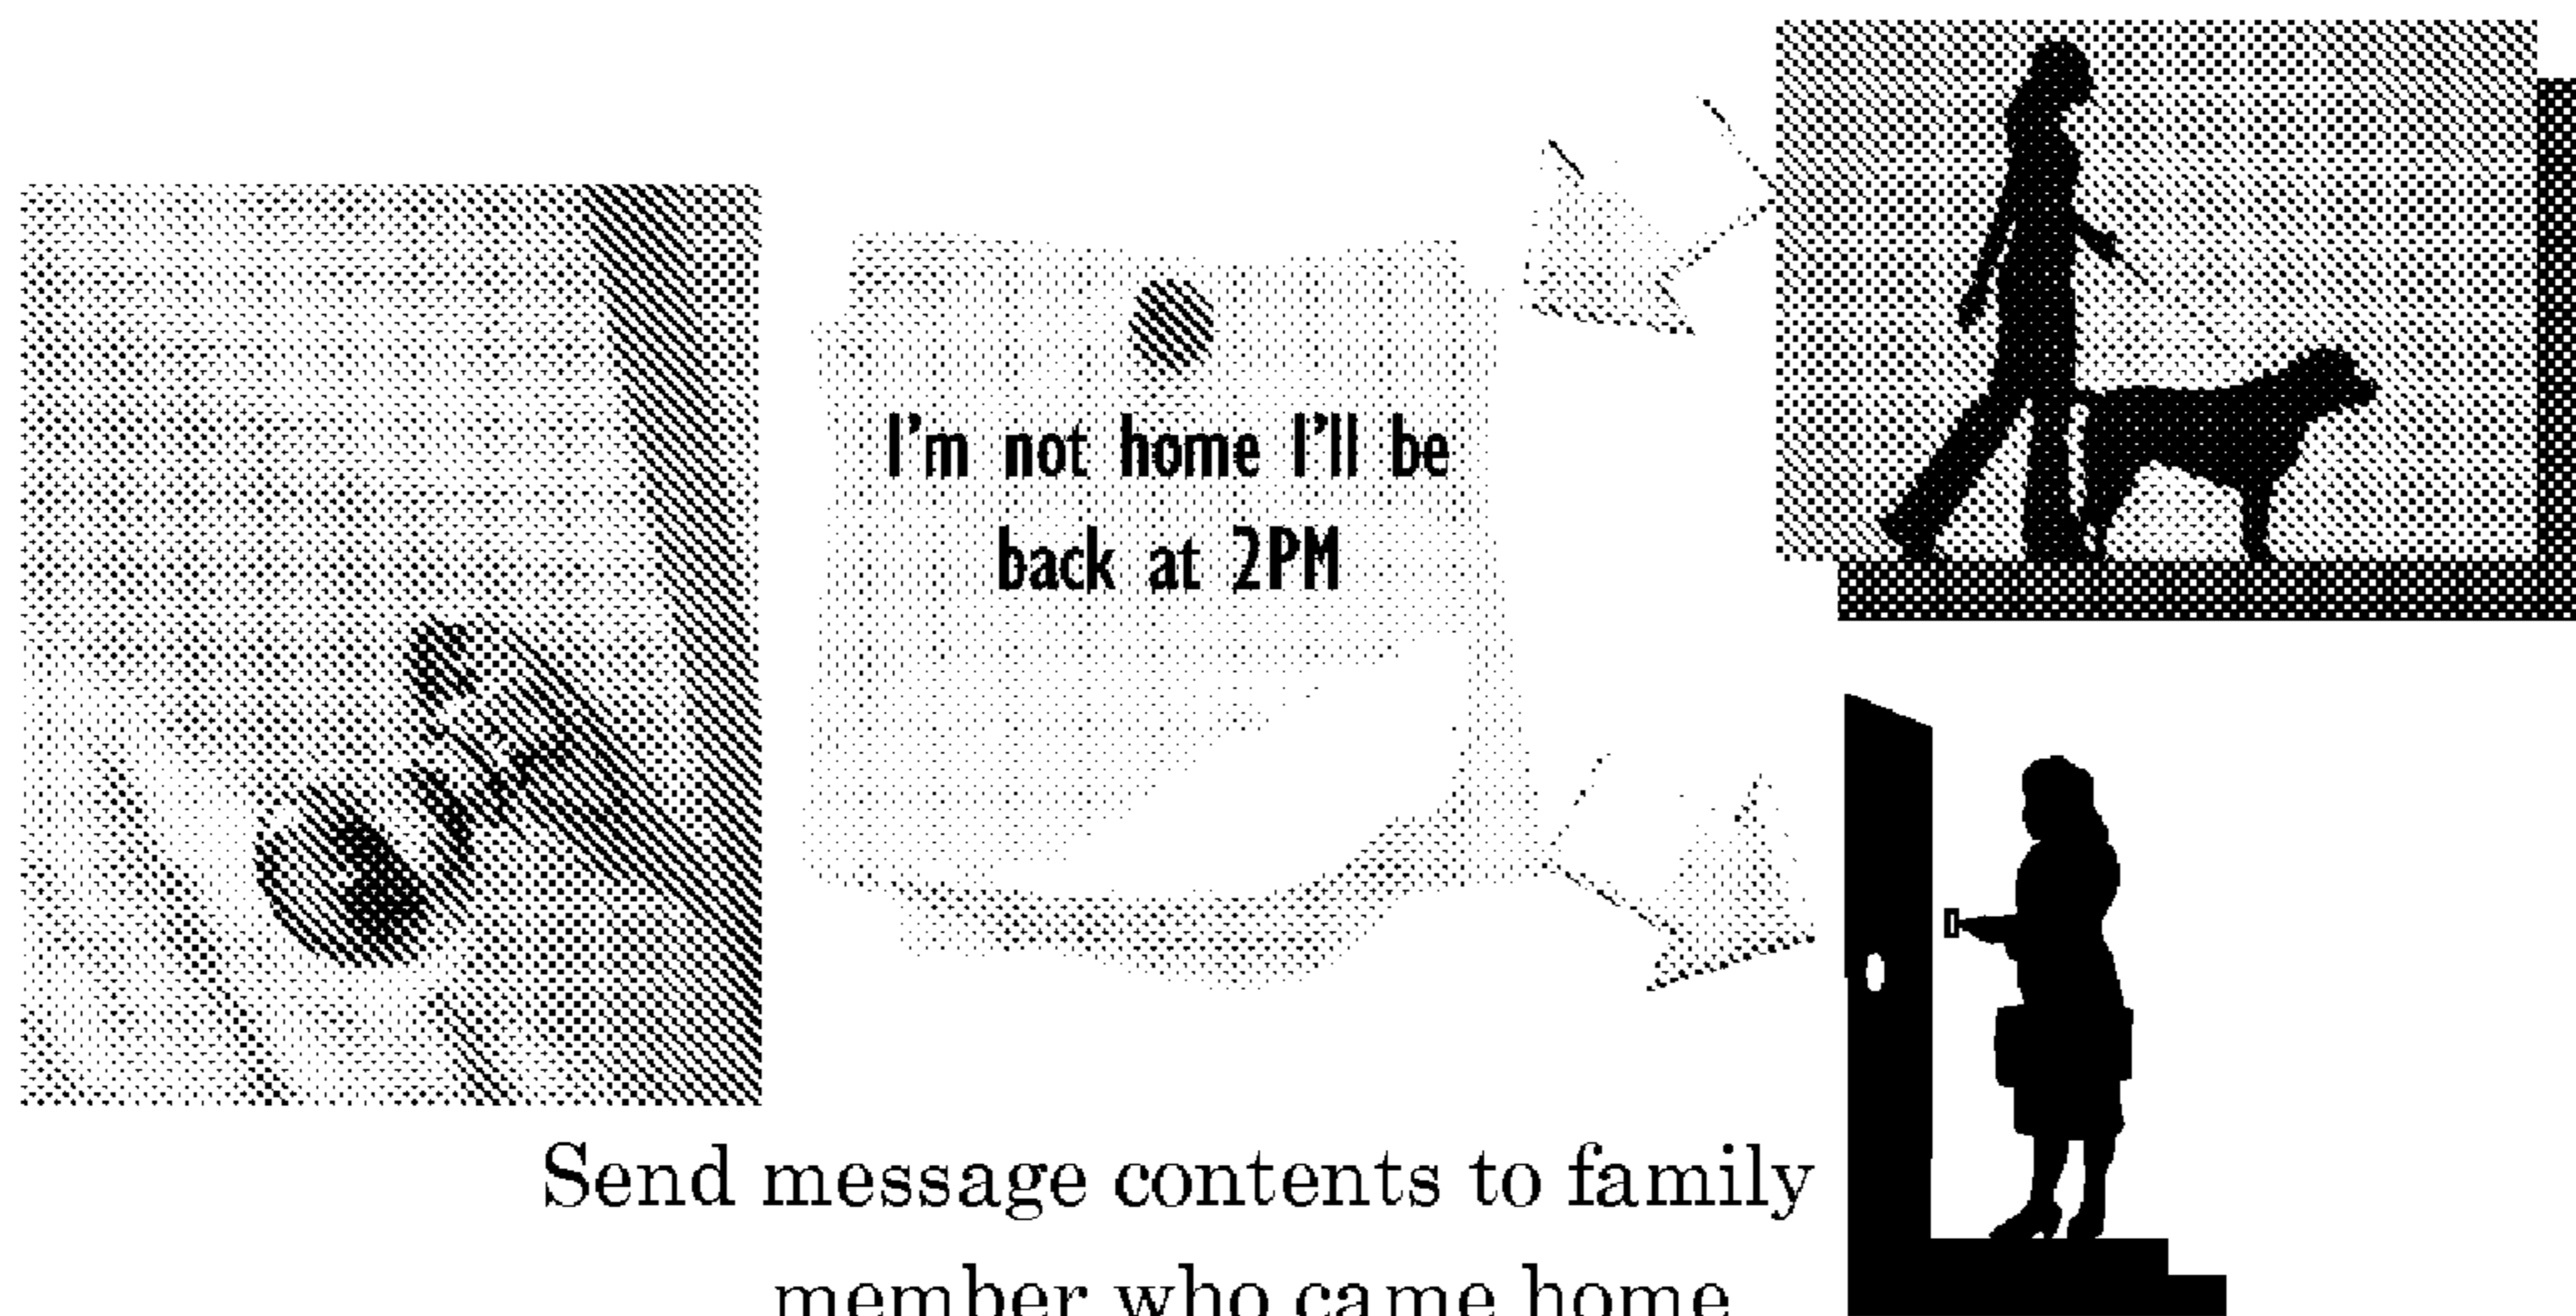 I'm not home I'll be
back at 2PM
Send message contents to family
member who came home